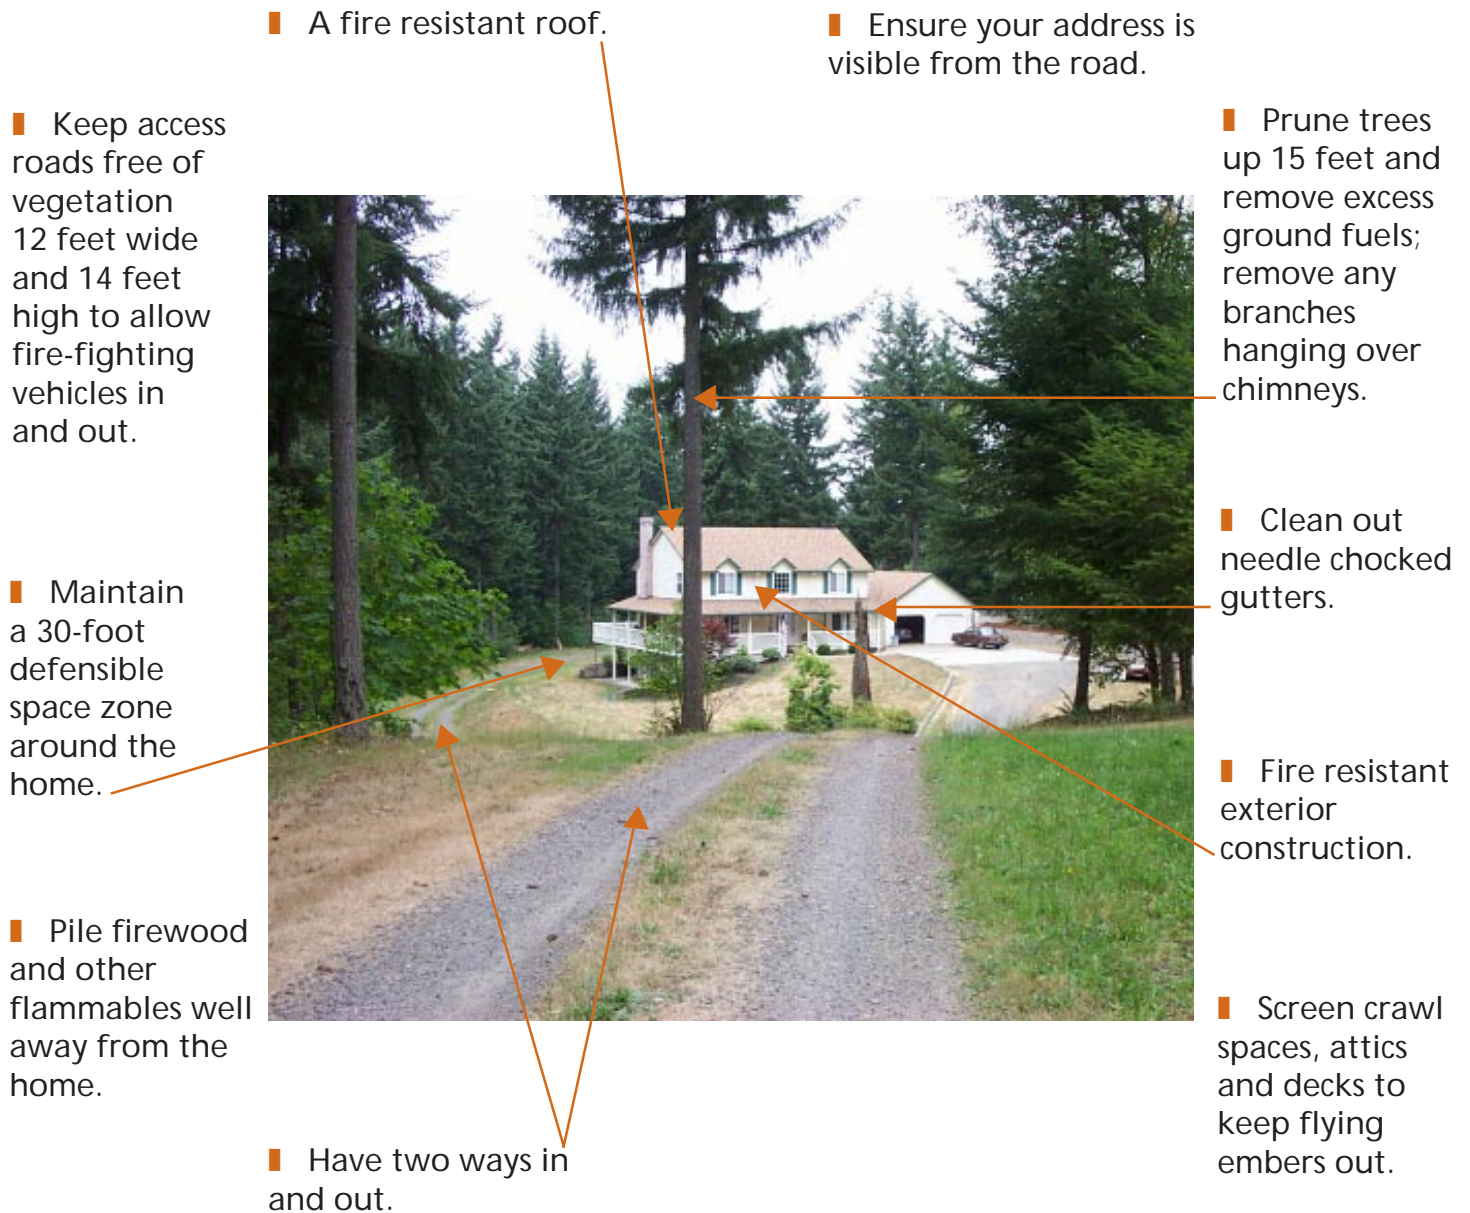 ▮ A fire resistant roof.
▮ Ensure your address is
visible from the road.
▮ Keep access
roads free of
vegetation
12 feet wide
and 14 feet
high to allow
fire-fighting
vehicles in
and out.
▮ Prune trees
up 15 feet and
remove excess
ground fuels;
remove any
branches
hanging over
chimneys.
▮ Clean out
needle chocked
gutters.
▮ Maintain
a 30-foot
defensible
space zone
around the
home.
▮ Fire resistant
exterior
construction.
▮ Pile firewood
and other
flammables well
away from the
home.
▮ Screen crawl
spaces, attics
and decks to
keep flying
embers out.
▮ Have two ways in
and out.